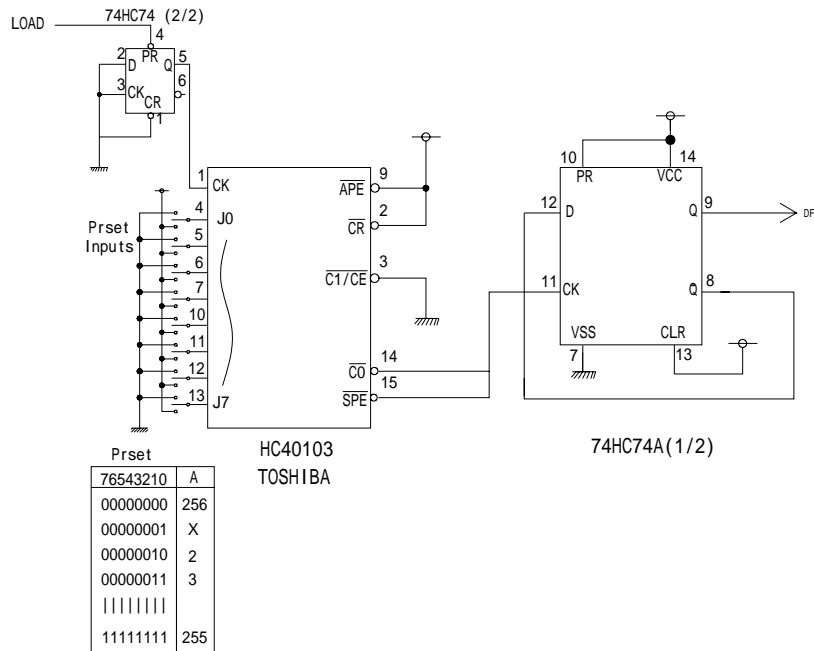 LOAD
74HC74 (2/2)
4
2
D
PR
Q
5
3
CK
6
CR
1
1
CK
4
J0
5
6
7
10
11
12
13
J7
Prset
Inputs
9
APE
2
CR
3
C1/CE
14
CO
15
SPE
HC40103
TOSHIBA
10
PR
14
VCC
12
D
Q
9
DF
11
CK
Q
8
VSS
CLR
7
13
74HC74A(1/2)
Prset
76543210 A
00000000 256
00000001 X
00000010 2
00000011 3
||||||||
11111111 255